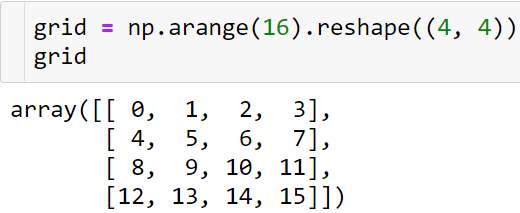 grid = np.arange(16).reshape((4, 4))
grid
array([[ 0,  1,  2,  3],
       [ 4,  5,  6,  7],
       [ 8,  9, 10, 11],
       [12, 13, 14, 15]])